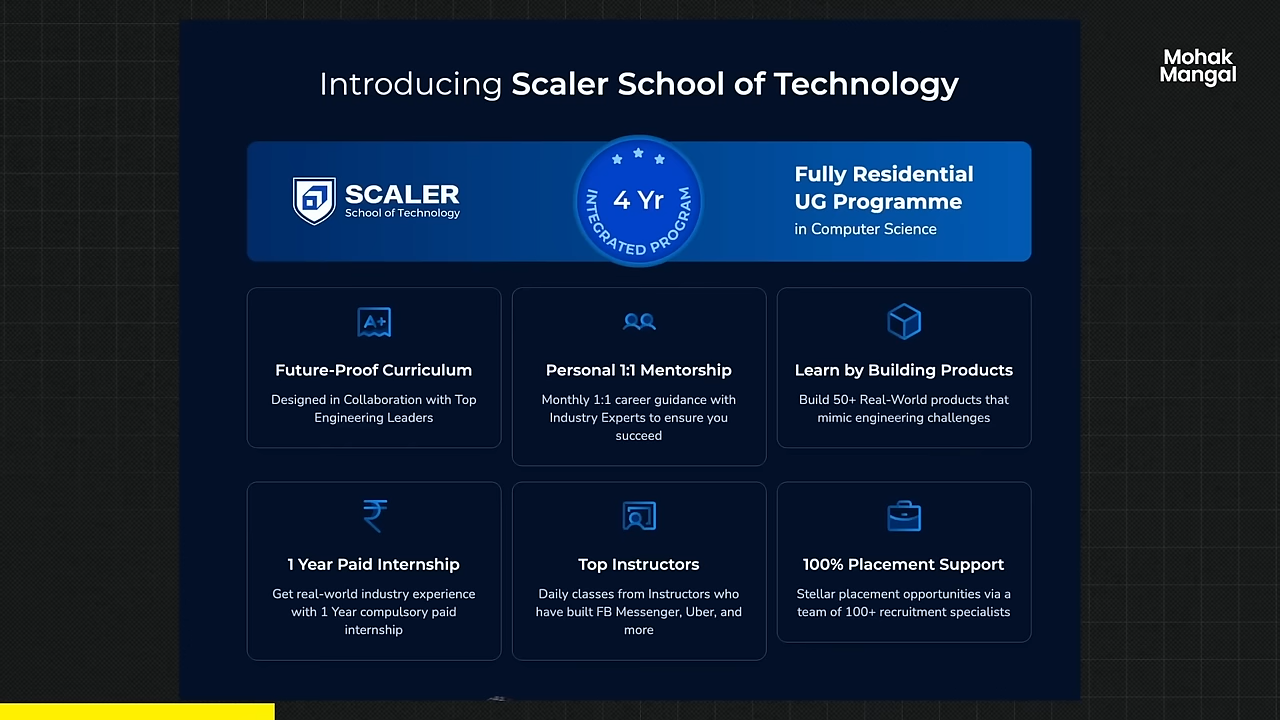 Mohak
Mangal
Introducing Scaler School of Technology
SCALER
School of Technology
4 Yr
INTEGRATED PROGRAM
Fully Residential
UG Programme
in Computer Science
A+
Future-Proof Curriculum
Designed in Collaboration with Top
Engineering Leaders
Personal 1:1 Mentorship
Monthly 1:1 career guidance with
Industry Experts to ensure you
succeed
Learn by Building Products
Build 50+ Real-World products that
mimic engineering challenges
₹
1 Year Paid Internship
Get real-world industry experience
with 1 Year compulsory paid
internship
Top Instructors
Daily classes from Instructors who
have built FB Messenger, Uber, and
more
100% Placement Support
Stellar placement opportunities via a
team of 100+ recruitment specialists